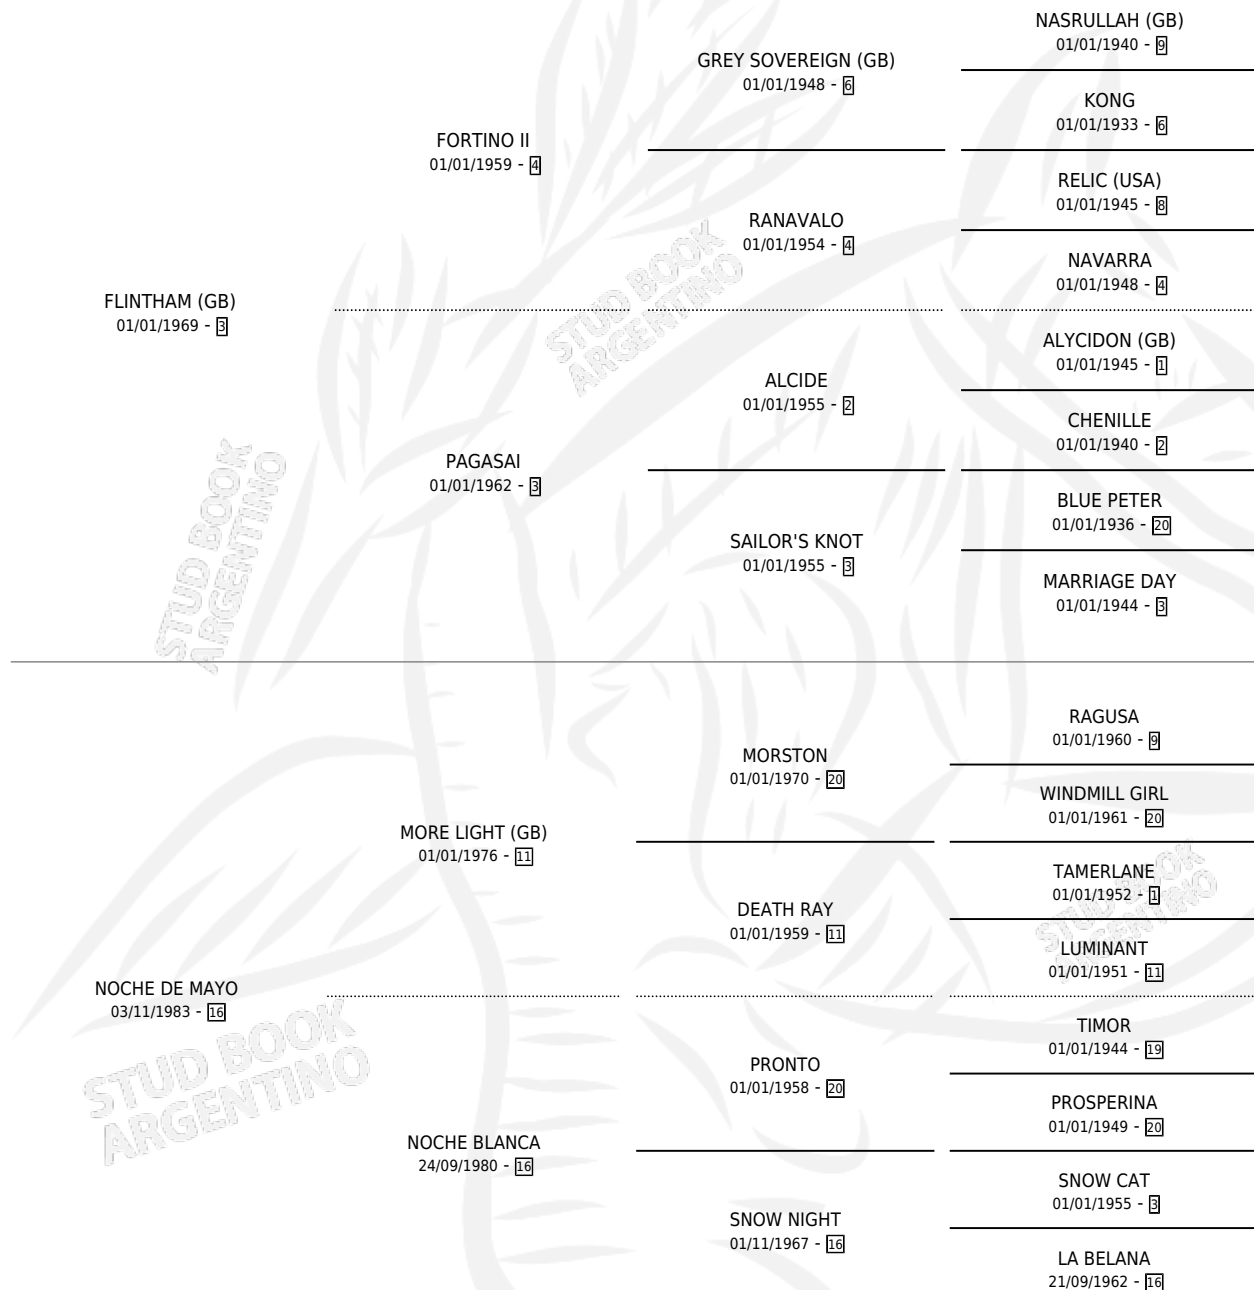 NASRULLAH (GB)
01/01/1940 - 9
GREY SOVEREIGN (GB)
01/01/1948 - 6
KONG
01/01/1933 - 6
FORTINO II
01/01/1959 - 4
RELIC (USA)
01/01/1945 - 8
RANAVALO
01/01/1954 - 4
NAVARRA
01/01/1948 - 4
FLINTHAM (GB)
01/01/1969 - 3
ALYCIDON (GB)
01/01/1945 - 1
ALCIDE
01/01/1955 - 2
CHENILLE
01/01/1940 - 2
PAGASAI
01/01/1962 - 3
BLUE PETER
01/01/1936 - 20
SAILOR'S KNOT
01/01/1955 - 3
MARRIAGE DAY
01/01/1944 - 3
RAGUSA
01/01/1960 - 9
MORSTON
01/01/1970 - 20
WINDMILL GIRL
01/01/1961 - 20
MORE LIGHT (GB)
01/01/1976 - 11
TAMERLANE
01/01/1952 - 1
DEATH RAY
01/01/1959 - 11
LUMINANT
01/01/1951 - 11
NOCHE DE MAYO
03/11/1983 - 16
TIMOR
01/01/1944 - 19
PRONTO
01/01/1958 - 20
PROSPERINA
01/01/1949 - 20
NOCHE BLANCA
24/09/1980 - 16
SNOW CAT
01/01/1955 - 3
SNOW NIGHT
01/11/1967 - 16
LA BELANA
21/09/1962 - 16
STUD BOOK
ARGENTINO
STUD BOOK
ARGENTINO
STUD BOOK
ARGENTINO
STUD BOOK
ARGENTINO